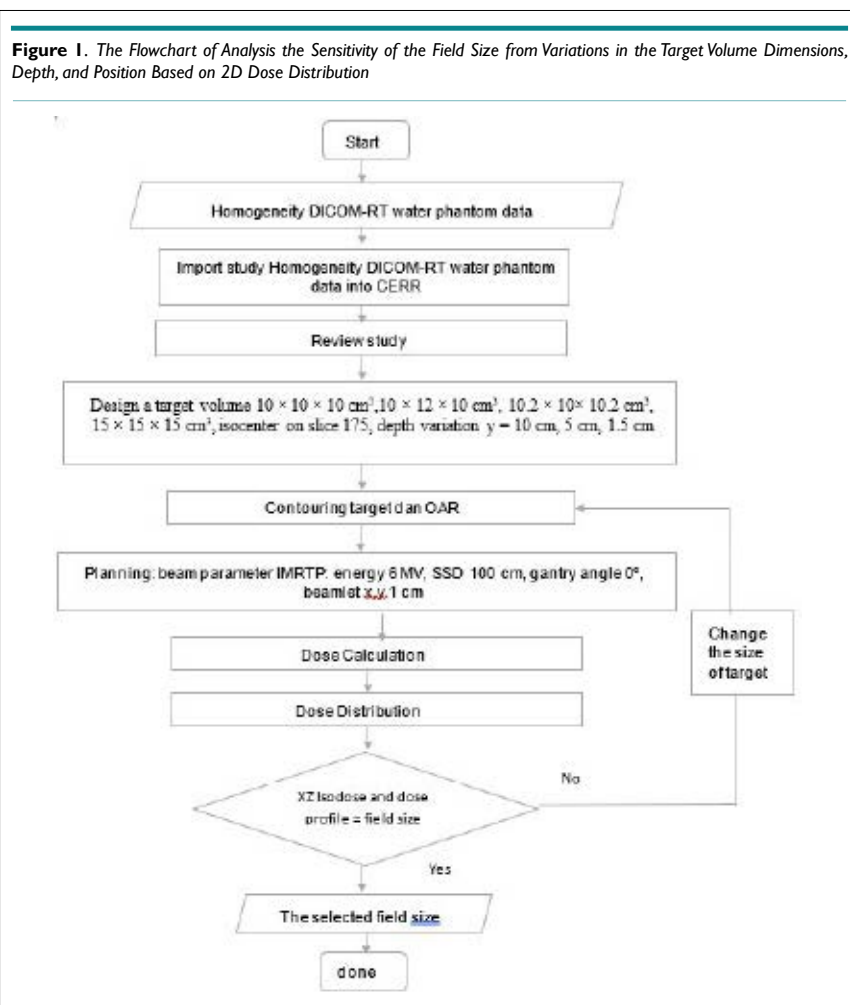 Figure 1. The Flowchart of Analysis the Sensitivity of the Field Size from Variations in the Target Volume Dimensions,
Depth, and Position Based on 2D Dose Distribution
Start
Homogeneity DICOM-RT water phantom data
Import study Homogeneity DICOM-RT water phantom
data into CERR
Review study
Design a target volume 10 × 10 × 10 cm³,10 × 12 × 10 cm³, 10.2 × 10× 10.2 cm³,
15 × 15 × 15 cm³, isocenter on slice 175, depth variation y = 10 cm, 5 cm, 1.5 cm
Contouring target dan OAR
Planning: beam parameter IMRTP: energy 6 MV, SSD 100 cm, gantry angle 0°,
beamlet x,y.1 cm
Change
the size
of target
Dose Calculation
Dose Distribution
No
XZ Isodose and dose
profile = field size
Yes
The selected field size
done